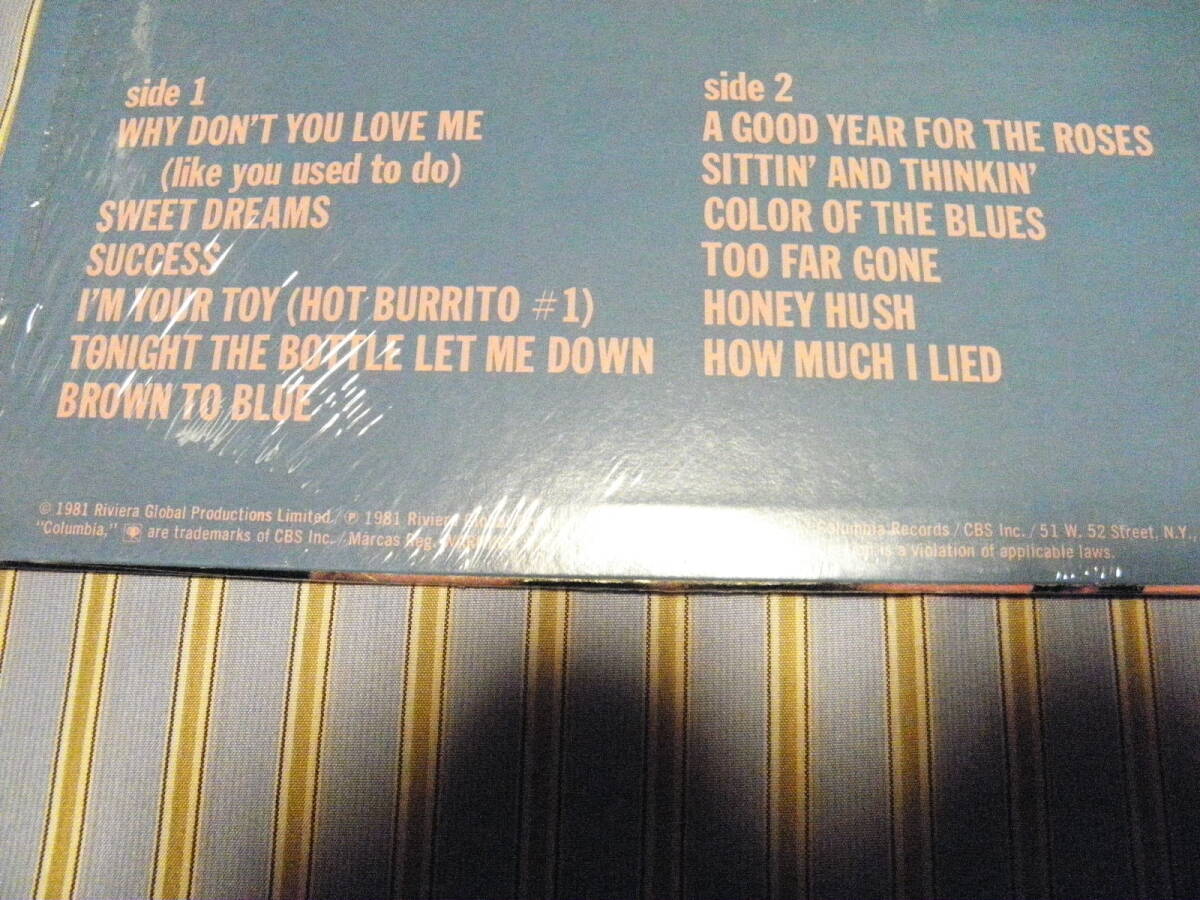 side 1
WHY DON'T YOU LOVE ME
(like you used to do)
SWEET DREAMS
SUCCESS
I'M YOUR TOY (HOT BURRITO #1)
TONIGHT THE BOTTLE LET ME DOWN
BROWN TO BLUE
side 2
A GOOD YEAR FOR THE ROSES
SITTIN' AND THINKIN'
COLOR OF THE BLUES
TOO FAR GONE
HONEY HUSH
HOW MUCH I LIED
© 1981 Riviera Global Productions Limited / ℗ 1981 Columbia Records / CBS Inc. / 51 W. 52 Street, N.Y.,
"Columbia," are trademarks of CBS Inc. / Marcas Reg. is a violation of applicable laws.